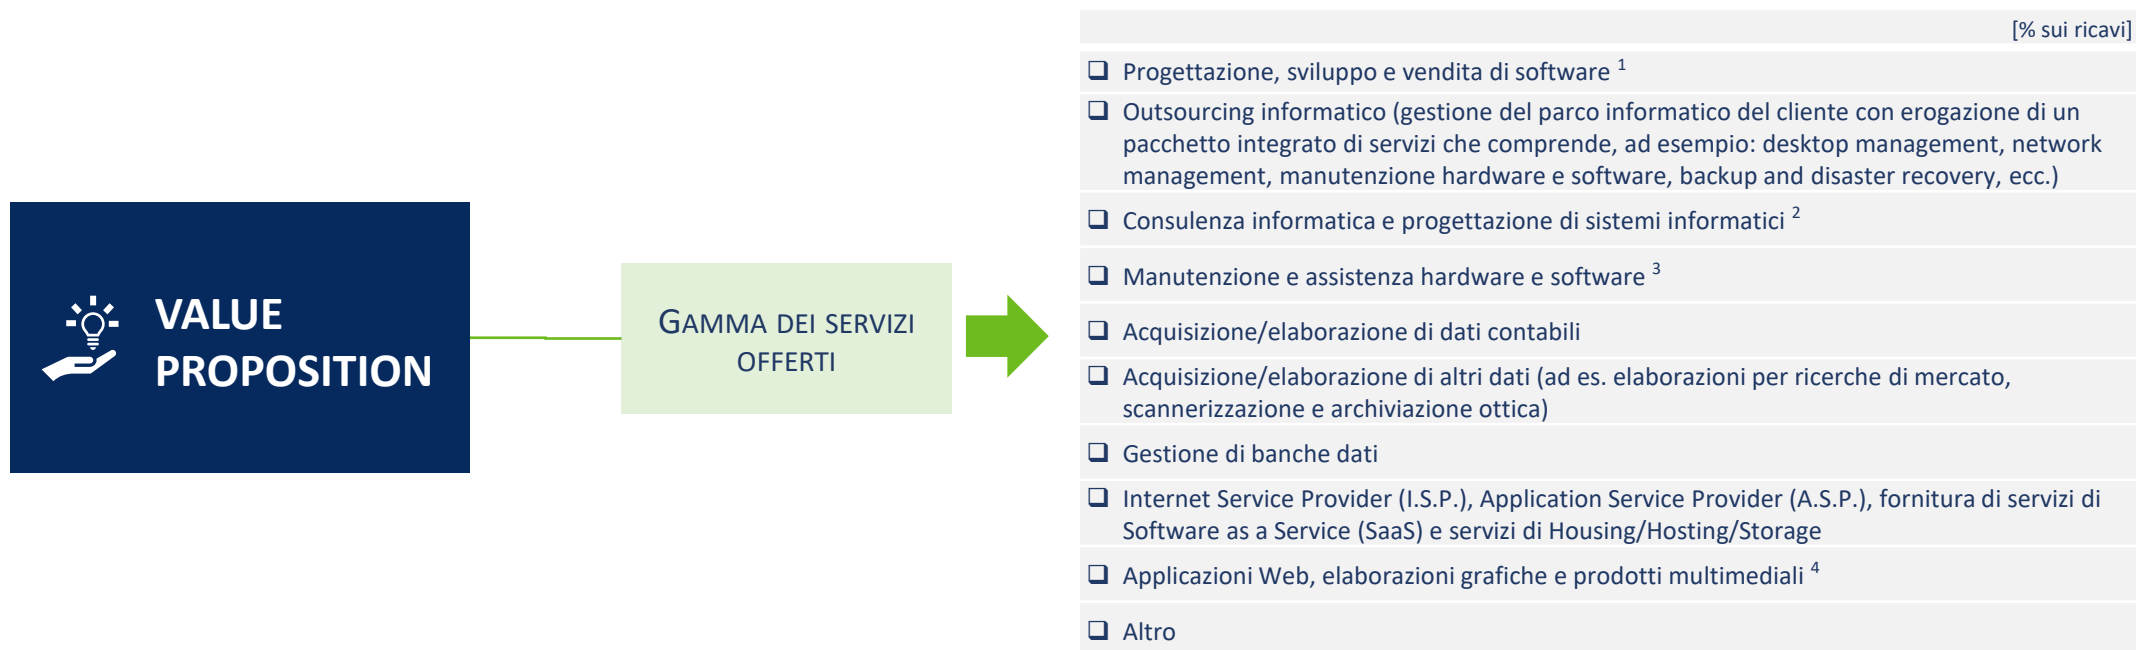 VALUE
PROPOSITION
GAMMA DEI SERVIZI
OFFERTI
[% sui ricavi]
❑ Progettazione, sviluppo e vendita di software ¹
❑ Outsourcing informatico (gestione del parco informatico del cliente con erogazione di un
pacchetto integrato di servizi che comprende, ad esempio: desktop management, network
management, manutenzione hardware e software, backup and disaster recovery, ecc.)
❑ Consulenza informatica e progettazione di sistemi informatici ²
❑ Manutenzione e assistenza hardware e software ³
❑ Acquisizione/elaborazione di dati contabili
❑ Acquisizione/elaborazione di altri dati (ad es. elaborazioni per ricerche di mercato,
scannerizzazione e archiviazione ottica)
❑ Gestione di banche dati
❑ Internet Service Provider (I.S.P.), Application Service Provider (A.S.P.), fornitura di servizi di
Software as a Service (SaaS) e servizi di Housing/Hosting/Storage
❑ Applicazioni Web, elaborazioni grafiche e prodotti multimediali ⁴
❑ Altro